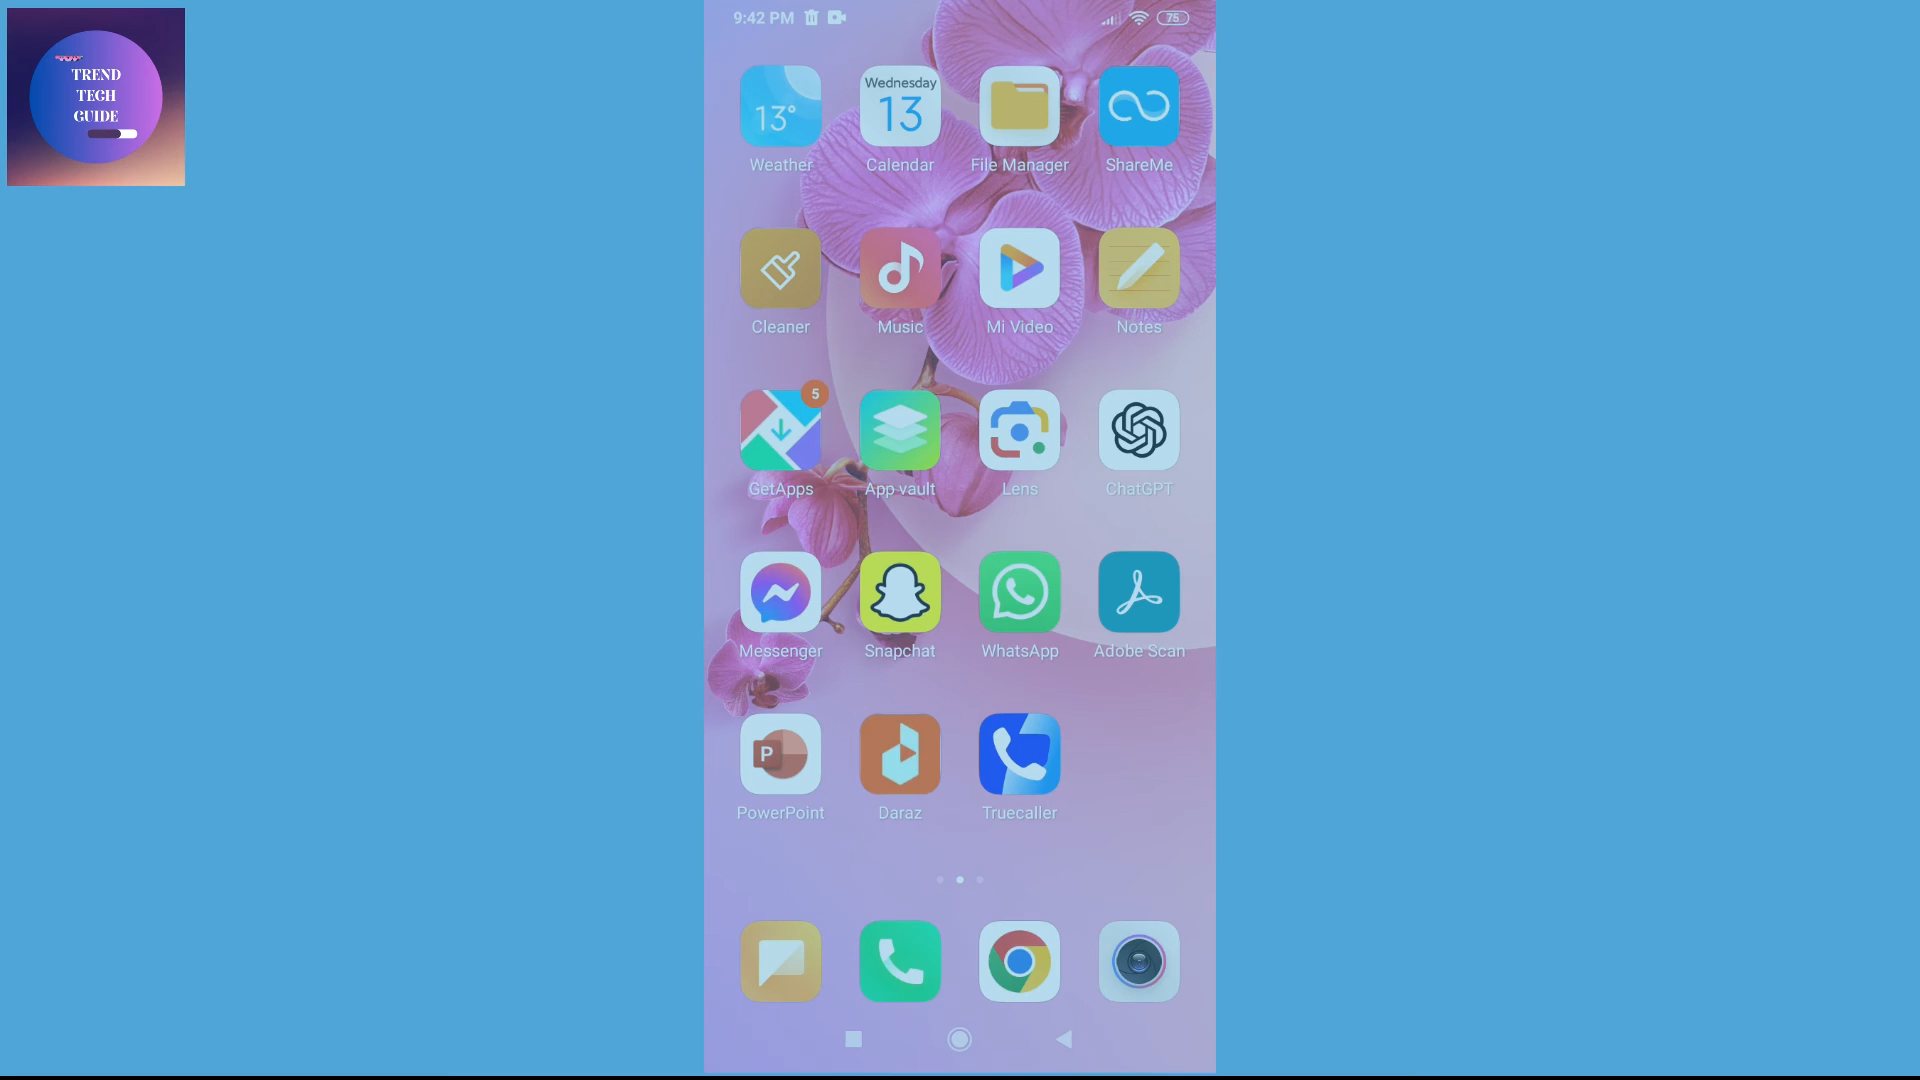 TREND
TECH
GUIDE
9:42 PM
75
13°
Wednesday
13
Weather
Calendar
File Manager
ShareMe
Cleaner
Music
Mi Video
Notes
5
GetApps
App vault
Lens
ChatGPT
Messenger
Snapchat
WhatsApp
Adobe Scan
P
PowerPoint
Daraz
Truecaller